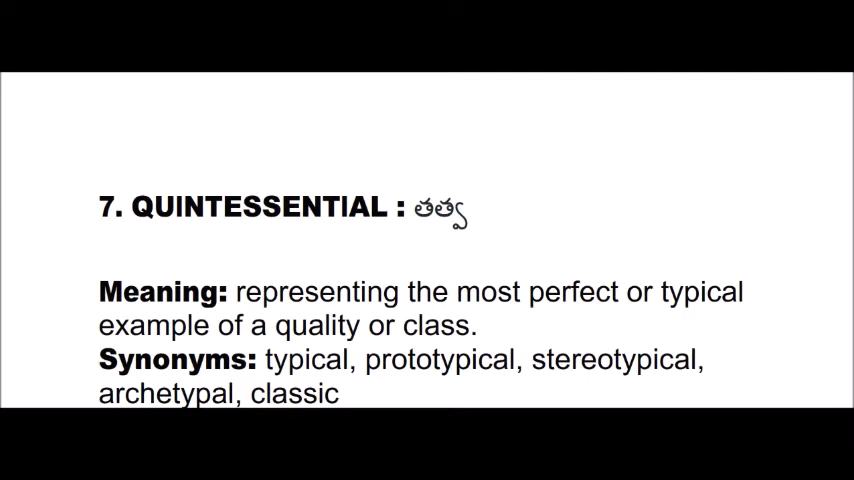 7. QUINTESSENTIAL : తత్వ
Meaning: representing the most perfect or typical
example of a quality or class.
Synonyms: typical, prototypical, stereotypical,
archetypal, classic